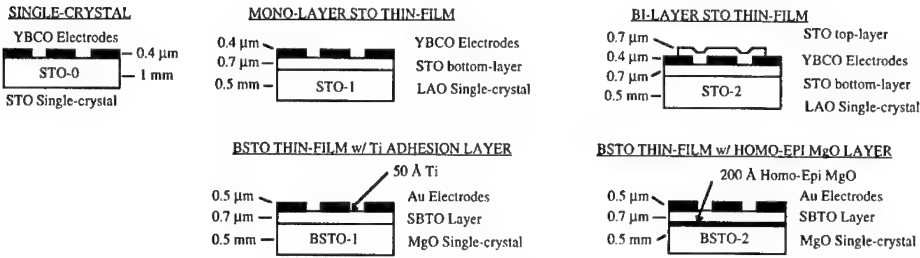 SINGLE-CRYSTAL
YBCO Electrodes
0.4 µm
STO-0
1 mm
STO Single-crystal
MONO-LAYER STO THIN-FILM
0.4 µm
YBCO Electrodes
0.7 µm
STO bottom-layer
0.5 mm
STO-1
LAO Single-crystal
BI-LAYER STO THIN-FILM
0.7 µm
STO top-layer
0.4 µm
YBCO Electrodes
0.7 µm
STO bottom-layer
0.5 mm
STO-2
LAO Single-crystal
BSTO THIN-FILM w/ Ti ADHESION LAYER
50 Å Ti
0.5 µm
Au Electrodes
0.7 µm
SBTO Layer
0.5 mm
BSTO-1
MgO Single-crystal
BSTO THIN-FILM w/ HOMO-EPI MgO LAYER
200 Å Homo-Epi MgO
0.5 µm
Au Electrodes
0.7 µm
SBTO Layer
0.5 mm
BSTO-2
MgO Single-crystal